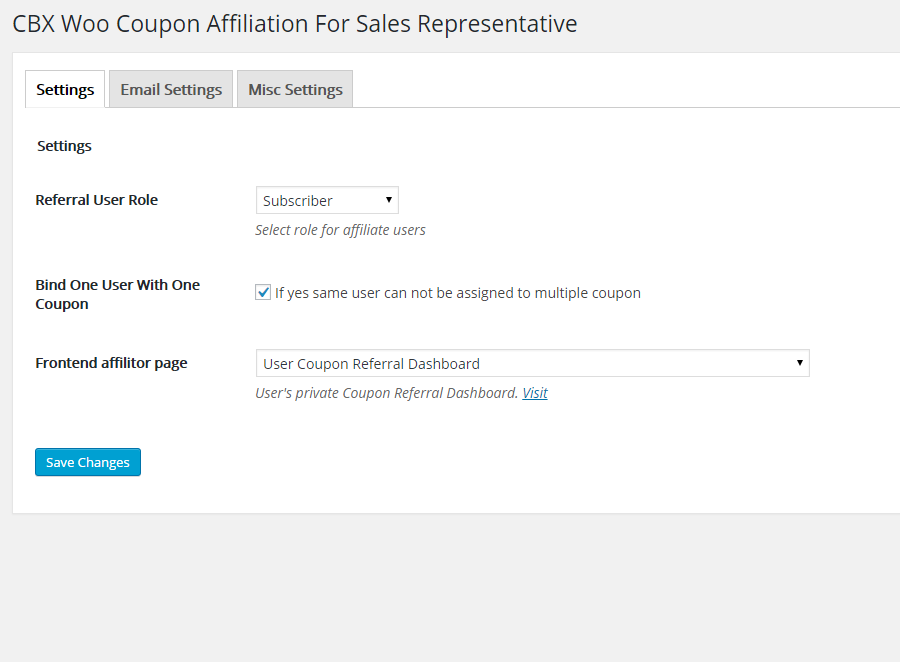 CBX Woo Coupon Affiliation For Sales Representative
Settings
Email Settings
Misc Settings
Settings
Referral User Role
Subscriber
Select role for affiliate users
Bind One User With One
Coupon
If yes same user can not be assigned to multiple coupon
Frontend affilitor page
User Coupon Referral Dashboard
User's private Coupon Referral Dashboard. Visit
Save Changes